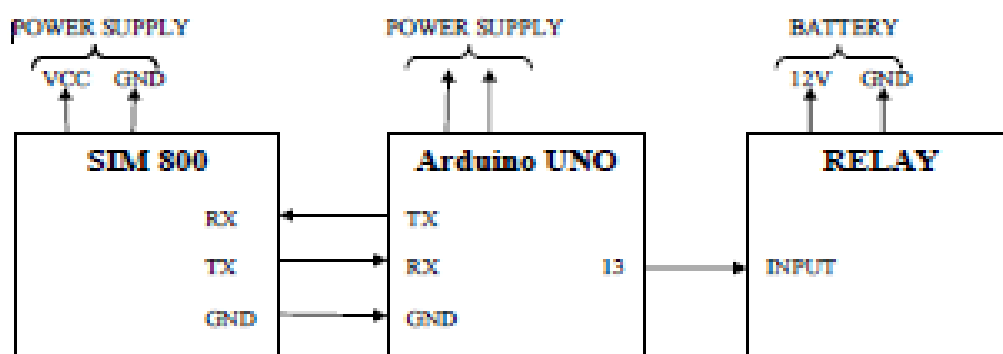 POWER SUPPLY POWER SUPPLY BATTERY
VCC GND 12V GND
SIM 800 Arduino UNO RELAY
RX TX
TX RX 13 INPUT
GND GND